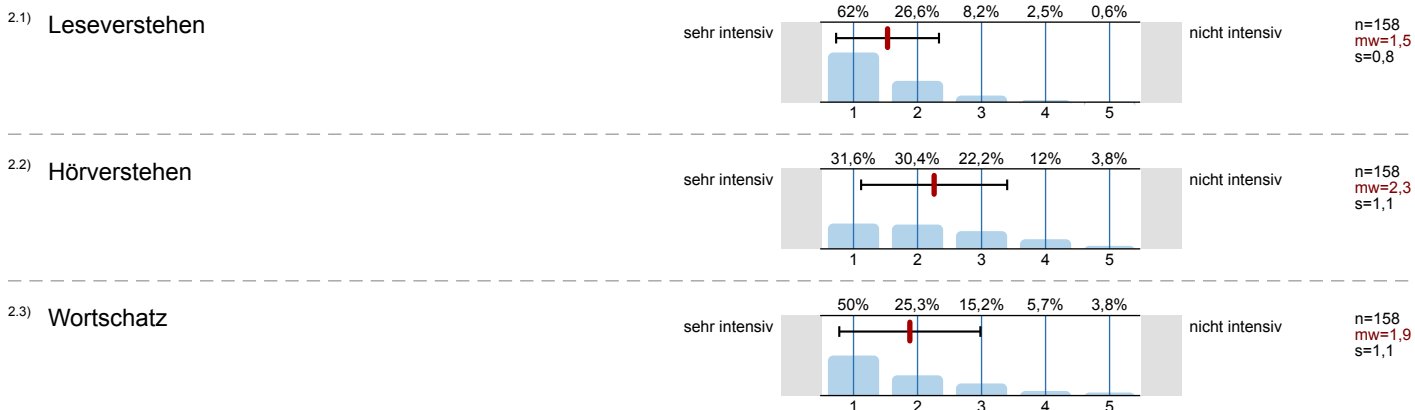 2.1) Leseverstehen
sehr intensiv
62% 26,6% 8,2% 2,5% 0,6%
1 2 3 4 5
nicht intensiv
n=158
mw=1,5
s=0,8
2.2) Hörverstehen
sehr intensiv
31,6% 30,4% 22,2% 12% 3,8%
1 2 3 4 5
nicht intensiv
n=158
mw=2,3
s=1,1
2.3) Wortschatz
sehr intensiv
50% 25,3% 15,2% 5,7% 3,8%
1 2 3 4 5
nicht intensiv
n=158
mw=1,9
s=1,1